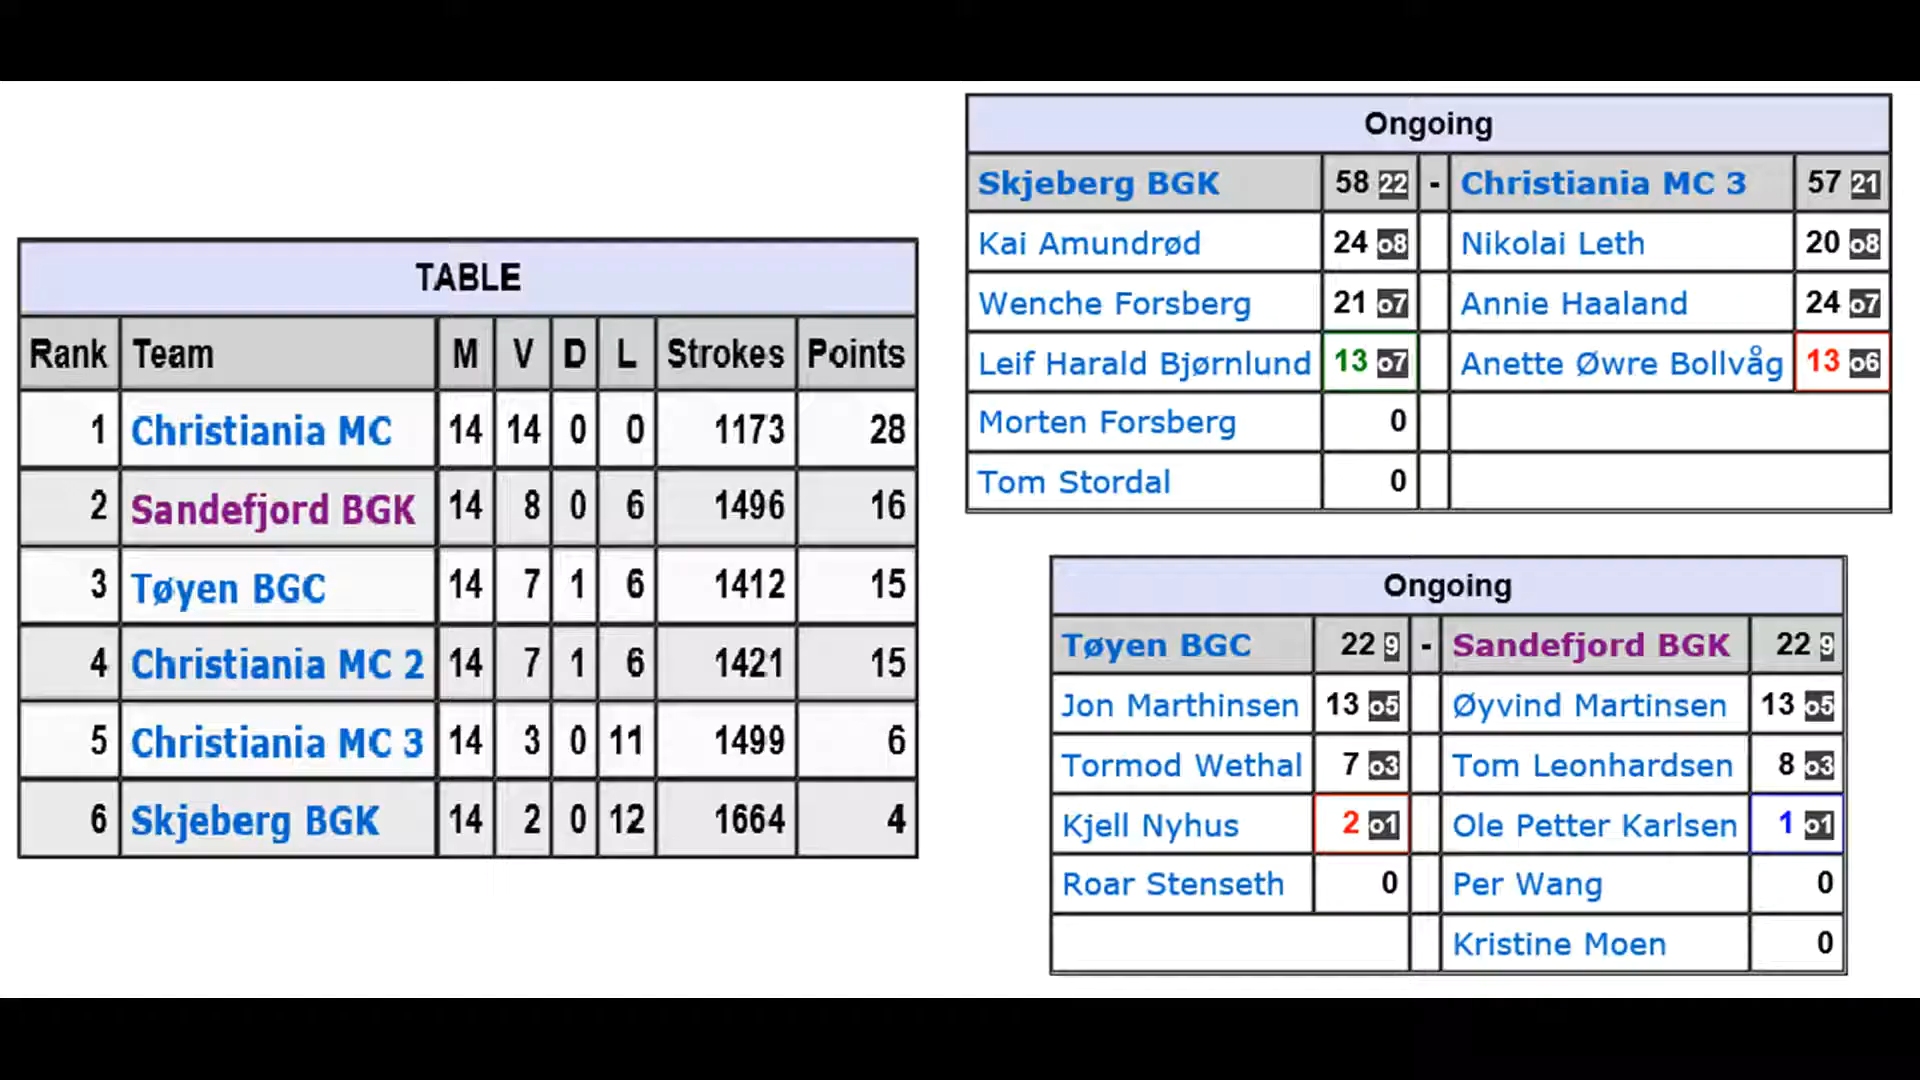 TABLE
Rank Team M V D L Strokes Points
1 Christiania MC 14 14 0 0 1173 28
2 Sandefjord BGK 14 8 0 6 1496 16
3 Tøyen BGC 14 7 1 6 1412 15
4 Christiania MC 2 14 7 1 6 1421 15
5 Christiania MC 3 14 3 0 11 1499 6
6 Skjeberg BGK 14 2 0 12 1664 4
Ongoing
Skjeberg BGK 58 22 - Christiania MC 3 57 21
Kai Amundrød 24 o8 Nikolai Leth 20 o8
Wenche Forsberg 21 o7 Annie Haaland 24 o7
Leif Harald Bjørnlund 13 o7 Anette Øwre Bollvåg 13 o6
Morten Forsberg 0
Tom Stordal 0
Ongoing
Tøyen BGC 22 9 - Sandefjord BGK 22 9
Jon Marthinsen 13 o5 Øyvind Martinsen 13 o5
Tormod Wethal 7 o3 Tom Leonhardsen 8 o3
Kjell Nyhus 2 o1 Ole Petter Karlsen 1 o1
Roar Stenseth 0 Per Wang 0
Kristine Moen 0